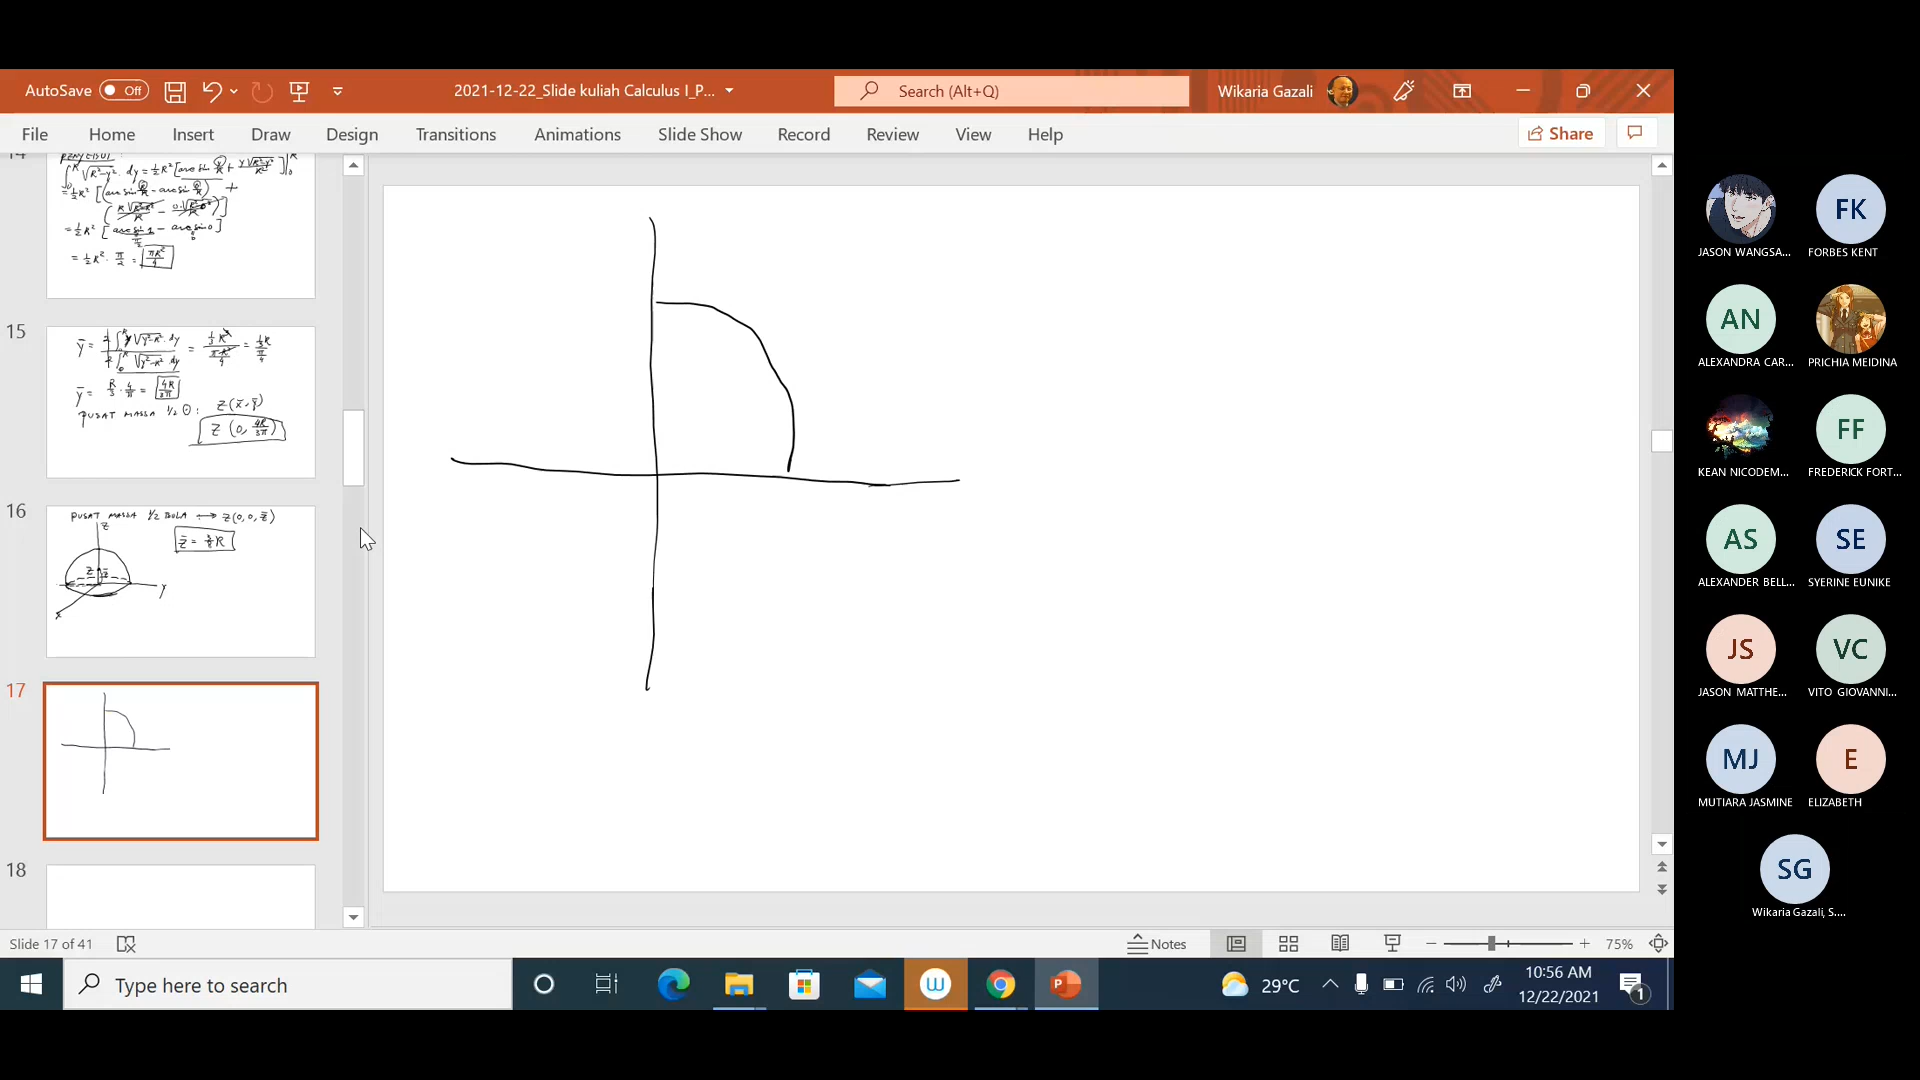 AutoSave Off
2021-12-22_Slide kuliah Calculus I_P...
Search (Alt+Q)
Wikaria Gazali
File Home Insert Draw Design Transitions Animations Slide Show Record Review View Help
Share
14
15
PUSAT MASSA 1/2
Z (0, 4R/3π)
16
PUSAT MASSA 1/2 BOLA → Z(0, 0, z̄)
z
y
x
17
18
JASON WANGSA...
FK
FORBES KENT
AN
ALEXANDRA CAR...
PRICHIA MEIDINA
KEAN NICODEM...
FF
FREDERICK FORT...
AS
ALEXANDER BELL...
SE
SYERINE EUNIKE
JS
JASON MATTHE...
VC
VITO GIOVANNI...
MJ
MUTIARA JASMINE
E
ELIZABETH
SG
Wikaria Gazali, S....
Slide 17 of 41
Notes
75%
Type here to search
29°C
10:56 AM
12/22/2021
1